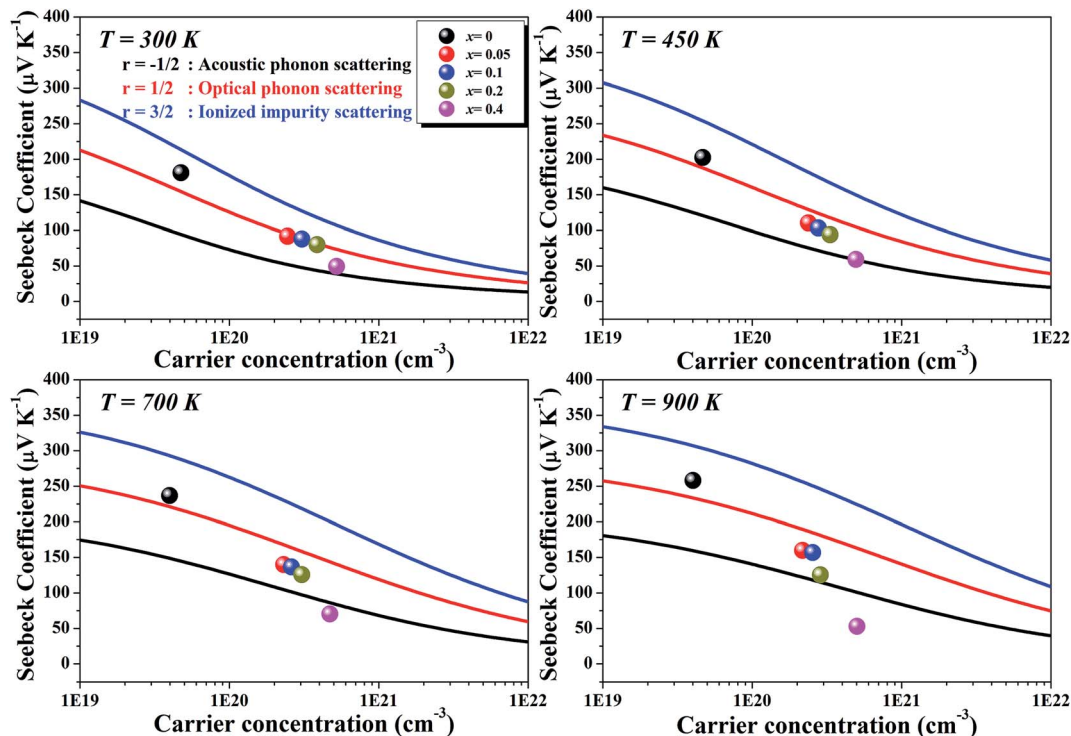 T = 300 K
r = -1/2 : Acoustic phonon scattering
r = 1/2 : Optical phonon scattering
r = 3/2 : Ionized impurity scattering
x= 0
x= 0.05
x= 0.1
x= 0.2
x= 0.4
400
350
300
250
200
150
100
50
0
Seebeck Coefficient (μV K⁻¹)
1E19
1E20
1E21
1E22
Carrier concentration (cm⁻³)
T = 450 K
400
350
300
250
200
150
100
50
0
Seebeck Coefficient (μV K⁻¹)
1E19
1E20
1E21
1E22
Carrier concentration (cm⁻³)
T = 700 K
400
350
300
250
200
150
100
50
0
Seebeck Coefficient (μV K⁻¹)
1E19
1E20
1E21
1E22
Carrier concentration (cm⁻³)
T = 900 K
400
350
300
250
200
150
100
50
0
Seebeck Coefficient (μV K⁻¹)
1E19
1E20
1E21
1E22
Carrier concentration (cm⁻³)